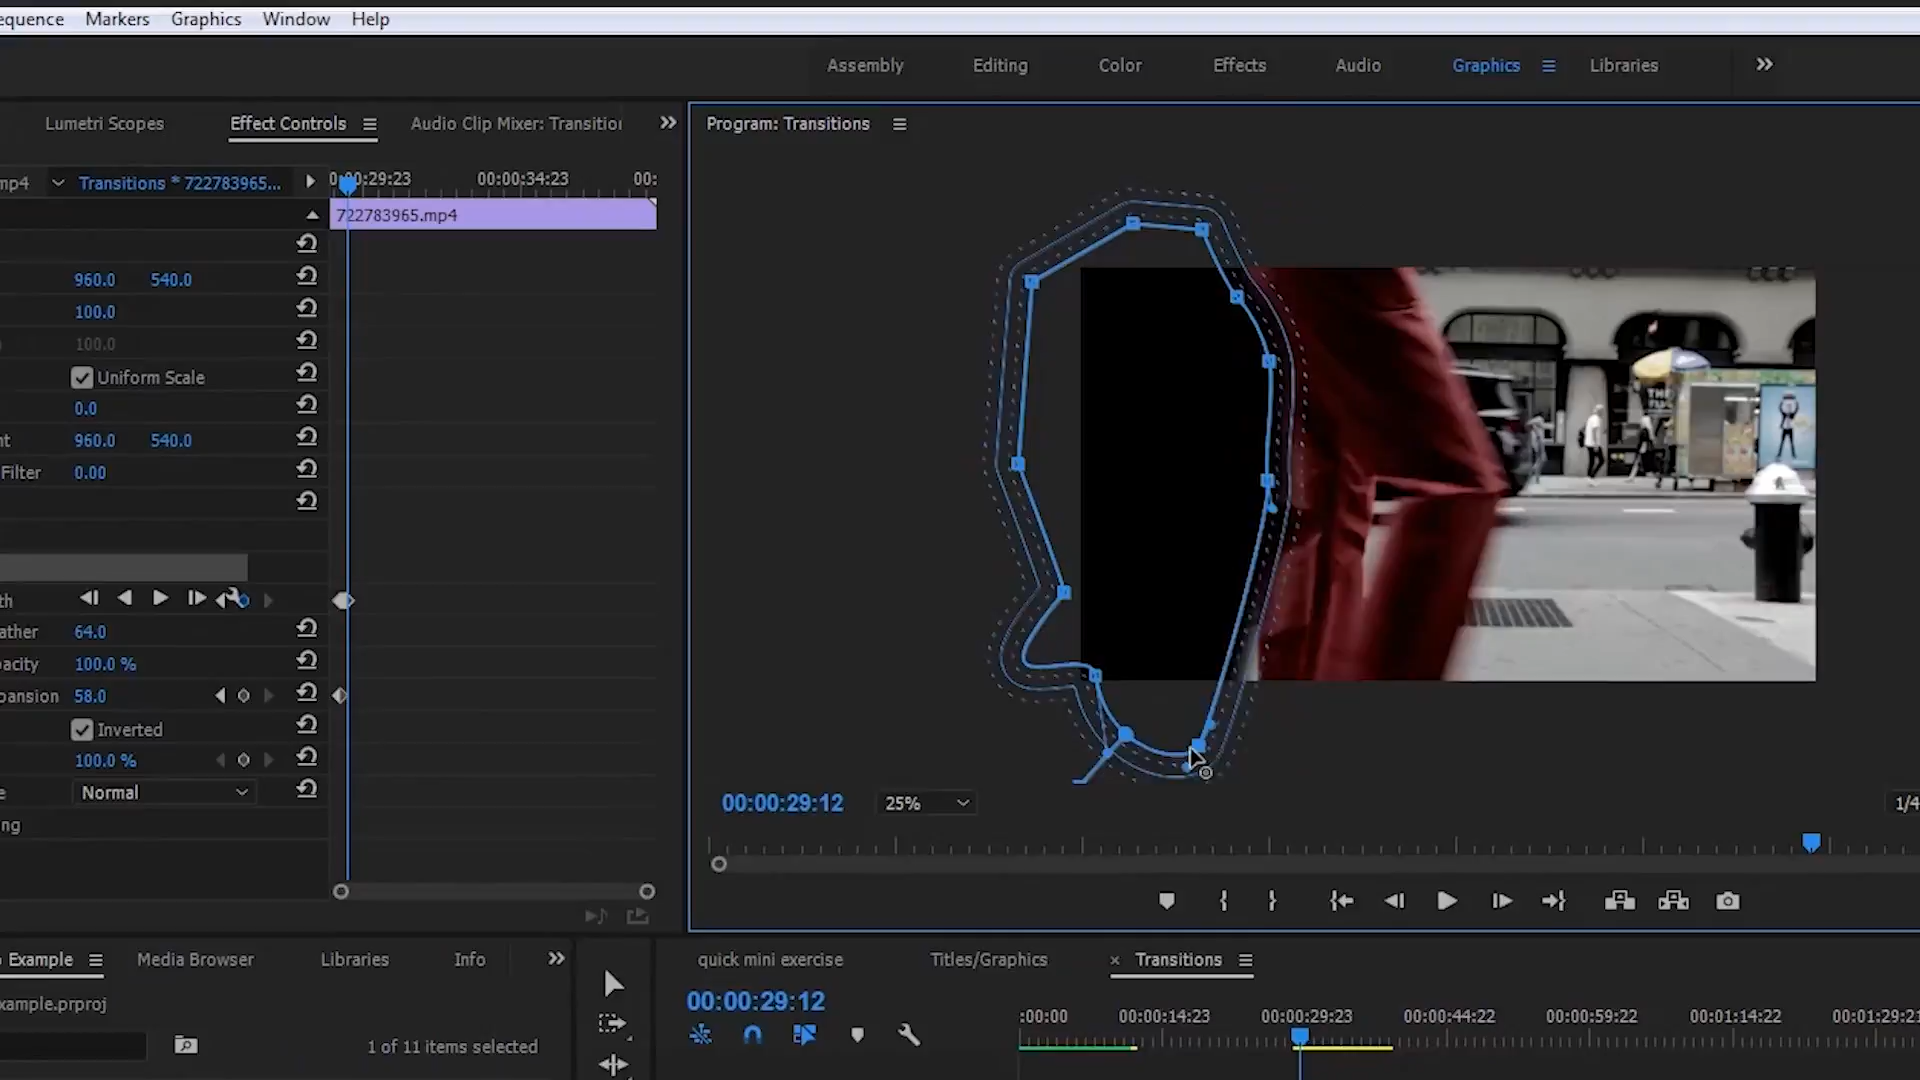 equence Markers Graphics Window Help
Assembly Editing Color Effects Audio Graphics Libraries
Lumetri Scopes Effect Controls Audio Clip Mixer: Transition
Program: Transitions
mp4 Transitions * 722783965... 0:00:29:23 00:00:34:23 00:
722783965.mp4
960.0 540.0
100.0
100.0
Uniform Scale
0.0
nt 960.0 540.0
Filter 0.00
th
ather 64.0
pacity 100.0 %
pansion 58.0
Inverted
100.0 %
e Normal
ng
THE
00:00:29:12 25% 1/4
Example Media Browser Libraries Info
xample.prproj
1 of 11 items selected
quick mini exercise Titles/Graphics × Transitions
00:00:29:12
:00:00 00:00:14:23 00:00:29:23 00:00:44:22 00:00:59:22 00:01:14:22 00:01:29:21